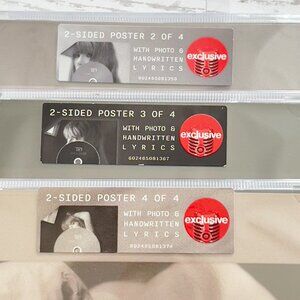 2-SIDED POSTER 2 OF 4
WITH PHOTO &
HANDWRITTEN
LYRICS
exclusive
2-SIDED POSTER 3 OF 4
WITH PHOTO &
HANDWRITTEN
LYRICS
602465081367
exclusive
2-SIDED POSTER 4 OF 4
WITH PHOTO &
HANDWRITTEN
LYRICS
602465081374
exclusive